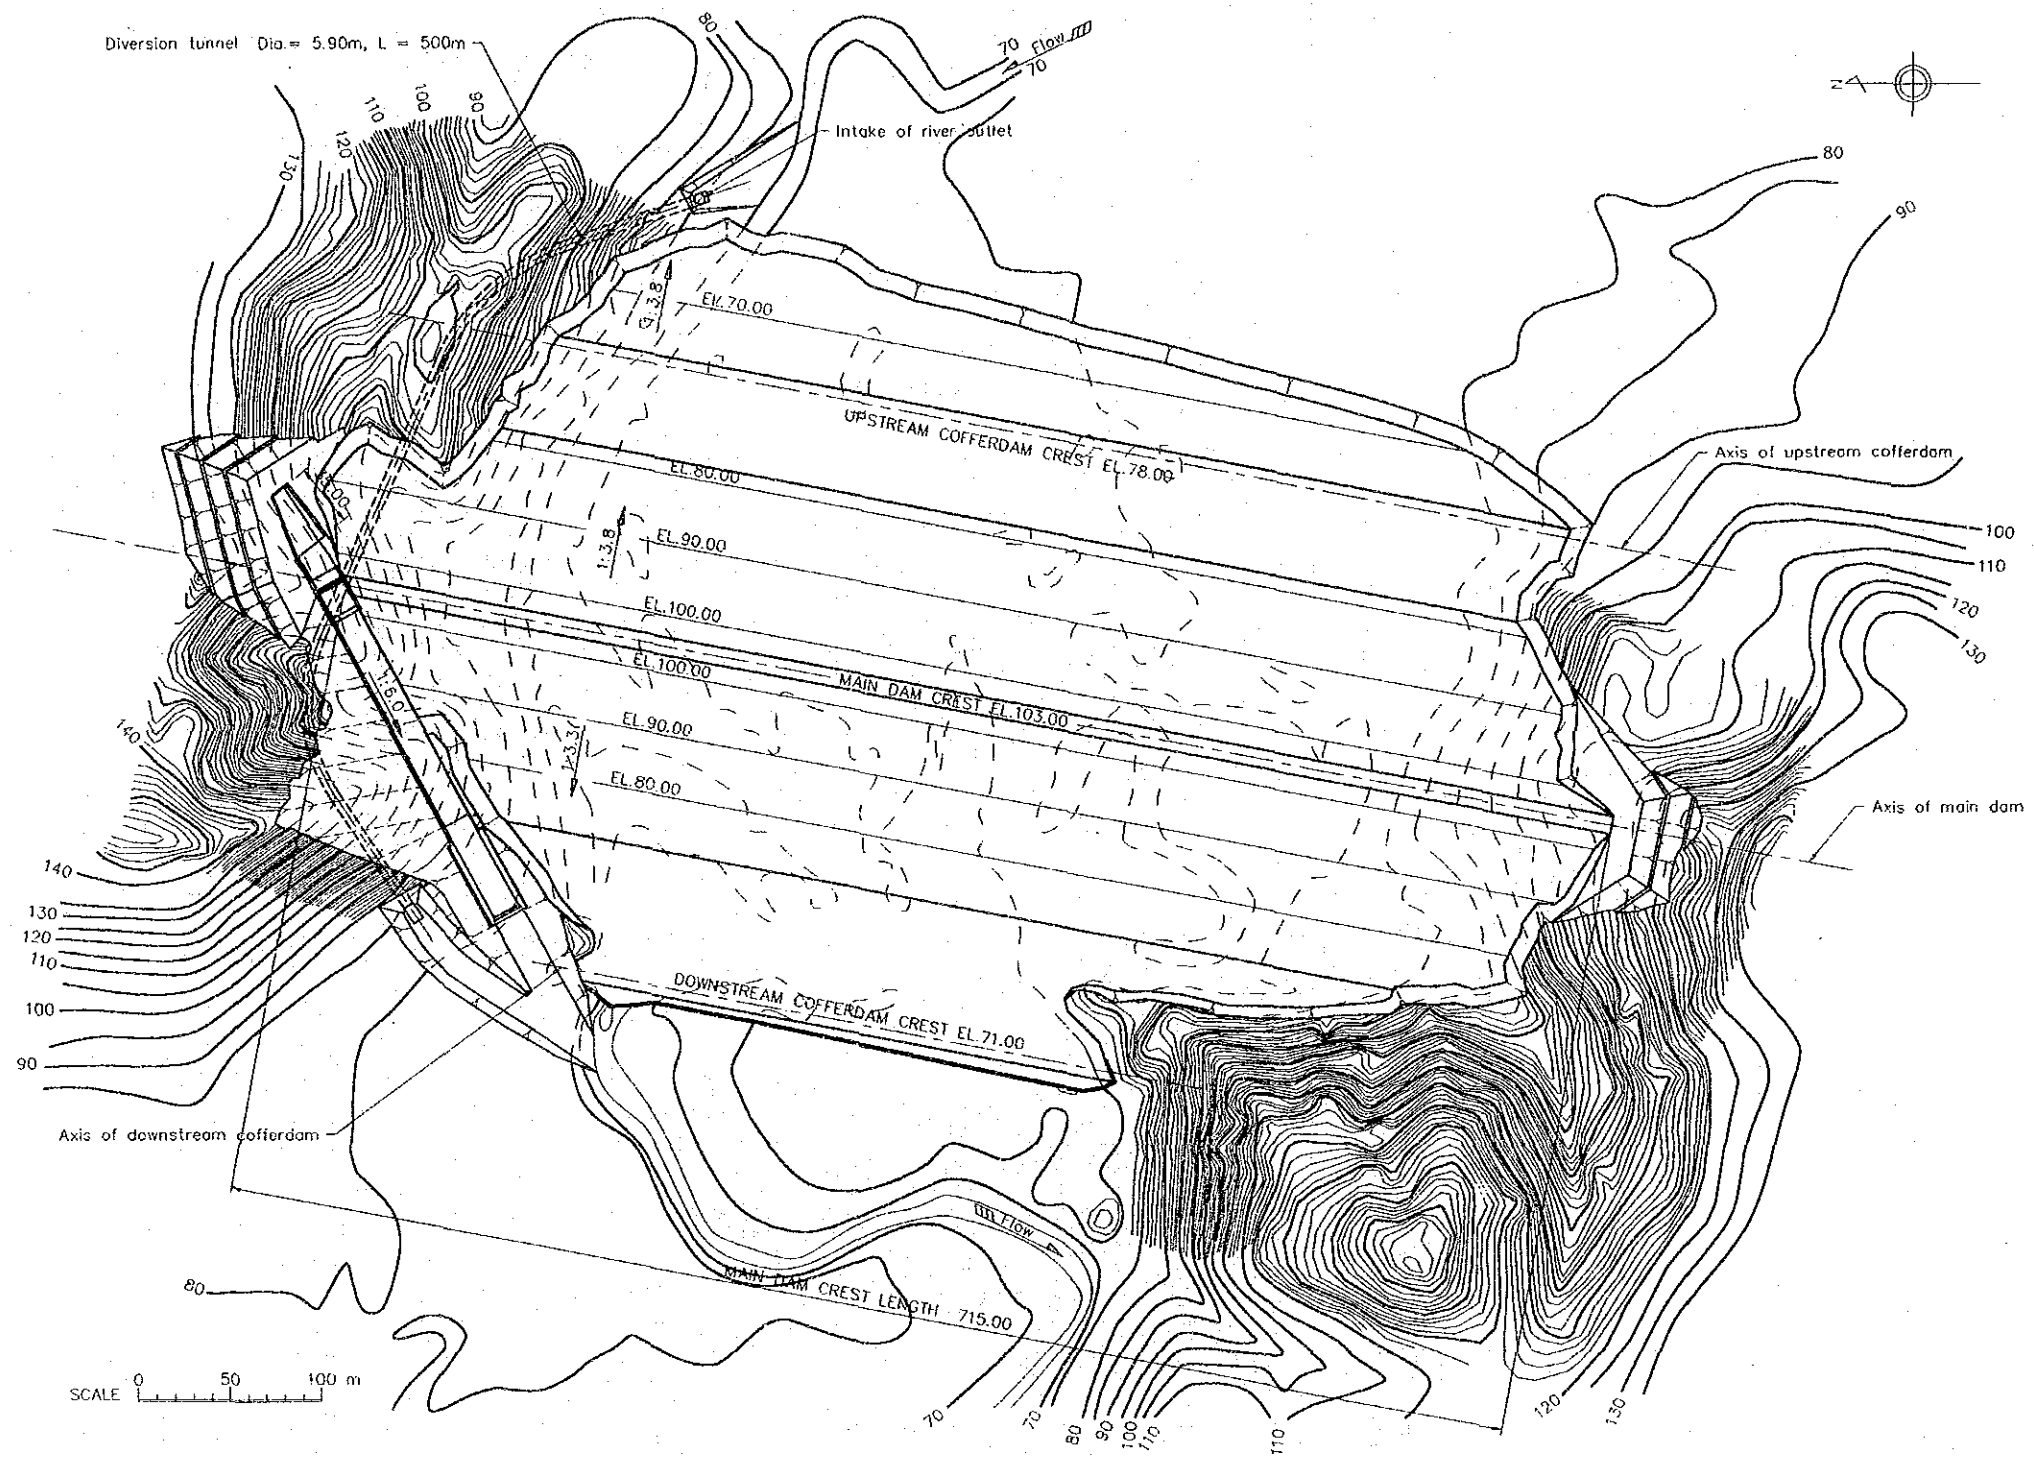 80
Diversion tunnel Dia.= 5.90m, L = 500m
70
Flow
70
N
110
100
90
Intake of river outlet
120
130
80
90
1:3.8
EL.70.00
UPSTREAM COFFERDAM CREST EL.78.00
Axis of upstream cofferdam
EL.80.00
100
1:3.8
EL.90.00
110
EL.100.00
120
130
EL.100.00
MAIN DAM CREST EL.103.00
1:6.0
EL.90.00
140
1:3.3
EL.80.00
Axis of main dam
140
130
120
110
DOWNSTREAM COFFERDAM CREST EL.71.00
100
90
Axis of downstream cofferdam
Flow
80
MAIN DAM CREST LENGTH 715.00
SCALE 0 50 100 m
70
70
80
90
100
110
110
120
130